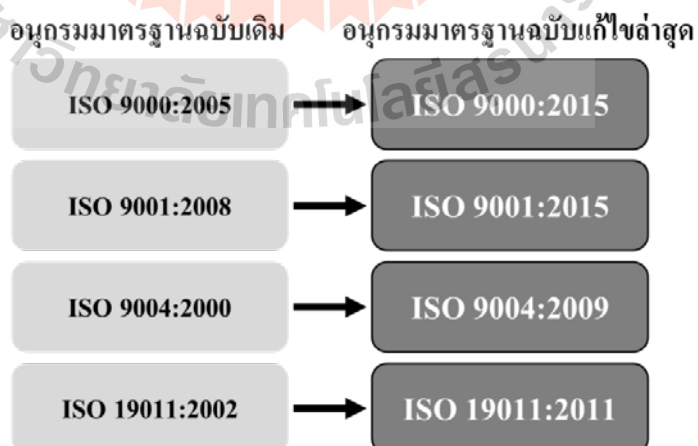 อนุกรมมาตรฐานฉบับเดิม อนุกรมมาตรฐานฉบับแก้ไขล่าสุด
ISO 9000:2005 ISO 9000:2015
ISO 9001:2008 ISO 9001:2015
ISO 9004:2000 ISO 9004:2009
ISO 19011:2002 ISO 19011:2011